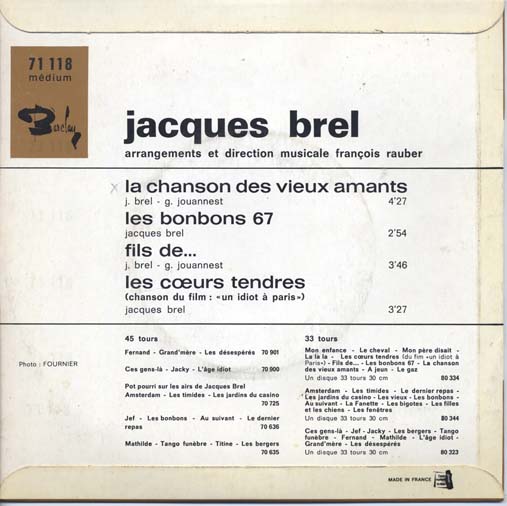 71 118
médium
Barclay
jacques brel
arrangements et direction musicale françois rauber
la chanson des vieux amants
j. brel - g. jouannest 4'27
les bonbons 67
jacques brel 2'54
fils de...
j. brel - g. jouannest 3'46
les cœurs tendres
(chanson du film : «un idiot à paris»)
jacques brel 3'27
Photo : FOURNIER
45 tours
Fernand - Grand'mère - Les désespérés 70 901
Ces gens-là - Jacky - L'âge idiot 70 900
Pot pourri sur les airs de Jacques Brel
Amsterdam - Les timides - Les jardins du casino
70 725
Jef - Les bonbons - Au suivant - Le dernier
repas 70 636
Mathilde - Tango funèbre - Titine - Les bergers
70 635
33 tours
Mon enfance - Le cheval - Mon père disait -
La la la - Les cœurs tendres (du film «un idiot à
Paris») - Fils de... - Les bonbons 67 - La chanson
des vieux amants - A jeun - Le gaz
Un disque 33 tours 30 cm 80 334
Amsterdam - Les timides - Le dernier repas -
Les jardins du casino - Les vieux - Les bonbons -
Au suivant - La Fanette - Les bigotes - Les filles
et les chiens - Les fenêtres
Un disque 33 tours 30 cm 80 344
Ces gens-là - Jef - Jacky - Les bergers - Tango
funèbre - Fernand - Mathilde - L'âge idiot -
Grand'mère - Les désespérés
Un disque 33 tours 30 cm 80 323
MADE IN FRANCE